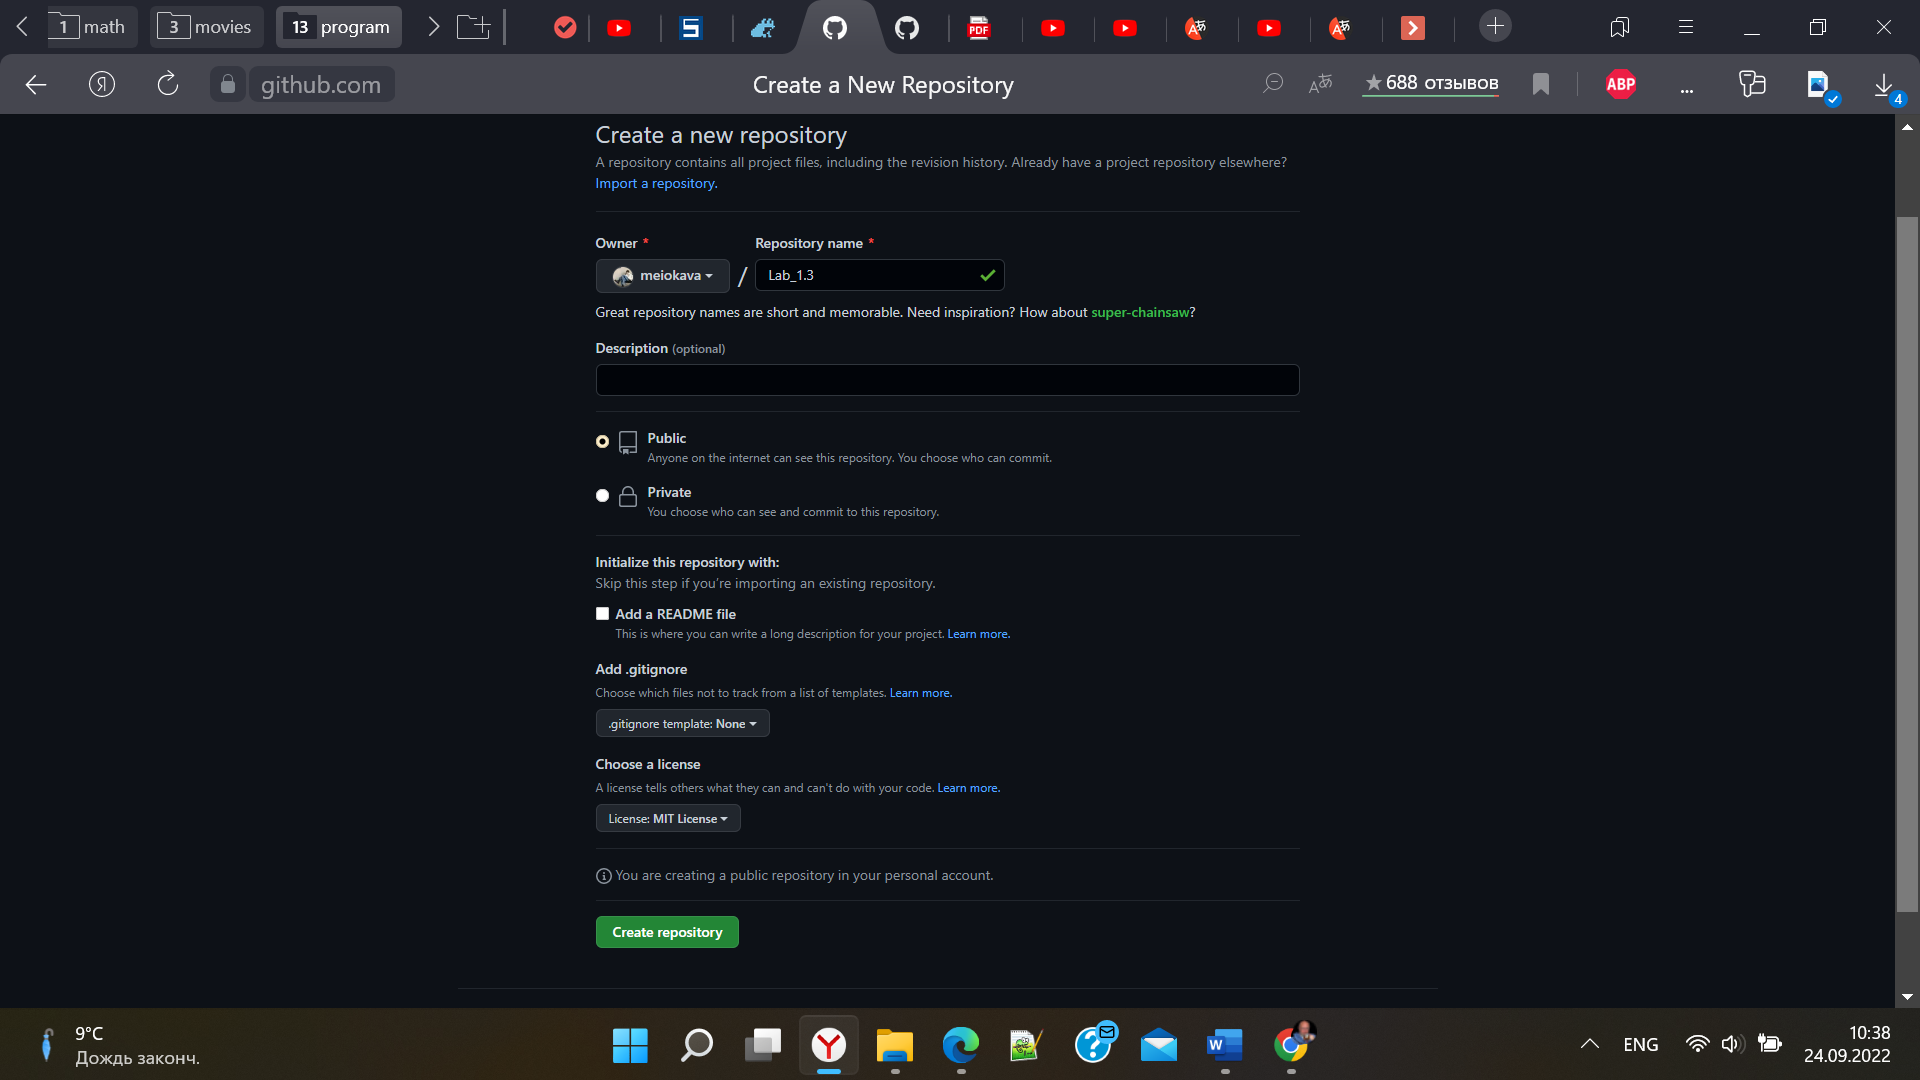 1 math 3 movies 13 program
PDF
Я github.com Create a New Repository Aあ ★688 отзывов ABP ... 4
Create a new repository
A repository contains all project files, including the revision history. Already have a project repository elsewhere?
Import a repository.
Owner * Repository name *
meiokava / Lab_1.3
Great repository names are short and memorable. Need inspiration? How about super-chainsaw?
Description (optional)
Public
Anyone on the internet can see this repository. You choose who can commit.
Private
You choose who can see and commit to this repository.
Initialize this repository with:
Skip this step if you're importing an existing repository.
Add a README file
This is where you can write a long description for your project. Learn more.
Add .gitignore
Choose which files not to track from a list of templates. Learn more.
.gitignore template: None
Choose a license
A license tells others what they can and can't do with your code. Learn more.
License: MIT License
You are creating a public repository in your personal account.
Create repository
9°C
Дождь законч.
ENG
10:38
24.09.2022